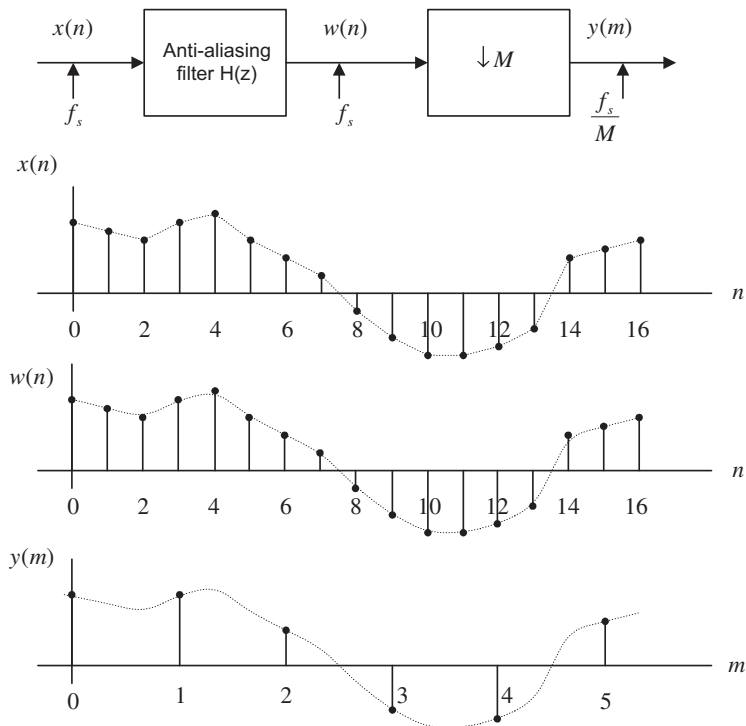 x(n) w(n) y(m)
Anti-aliasing
filter H(z)
↓M
f_s f_s f_s/M
x(n)
n
0 2 4 6 8 10 12 14 16
w(n)
n
0 2 4 6 8 10 12 14 16
y(m)
m
0 1 2 3 4 5